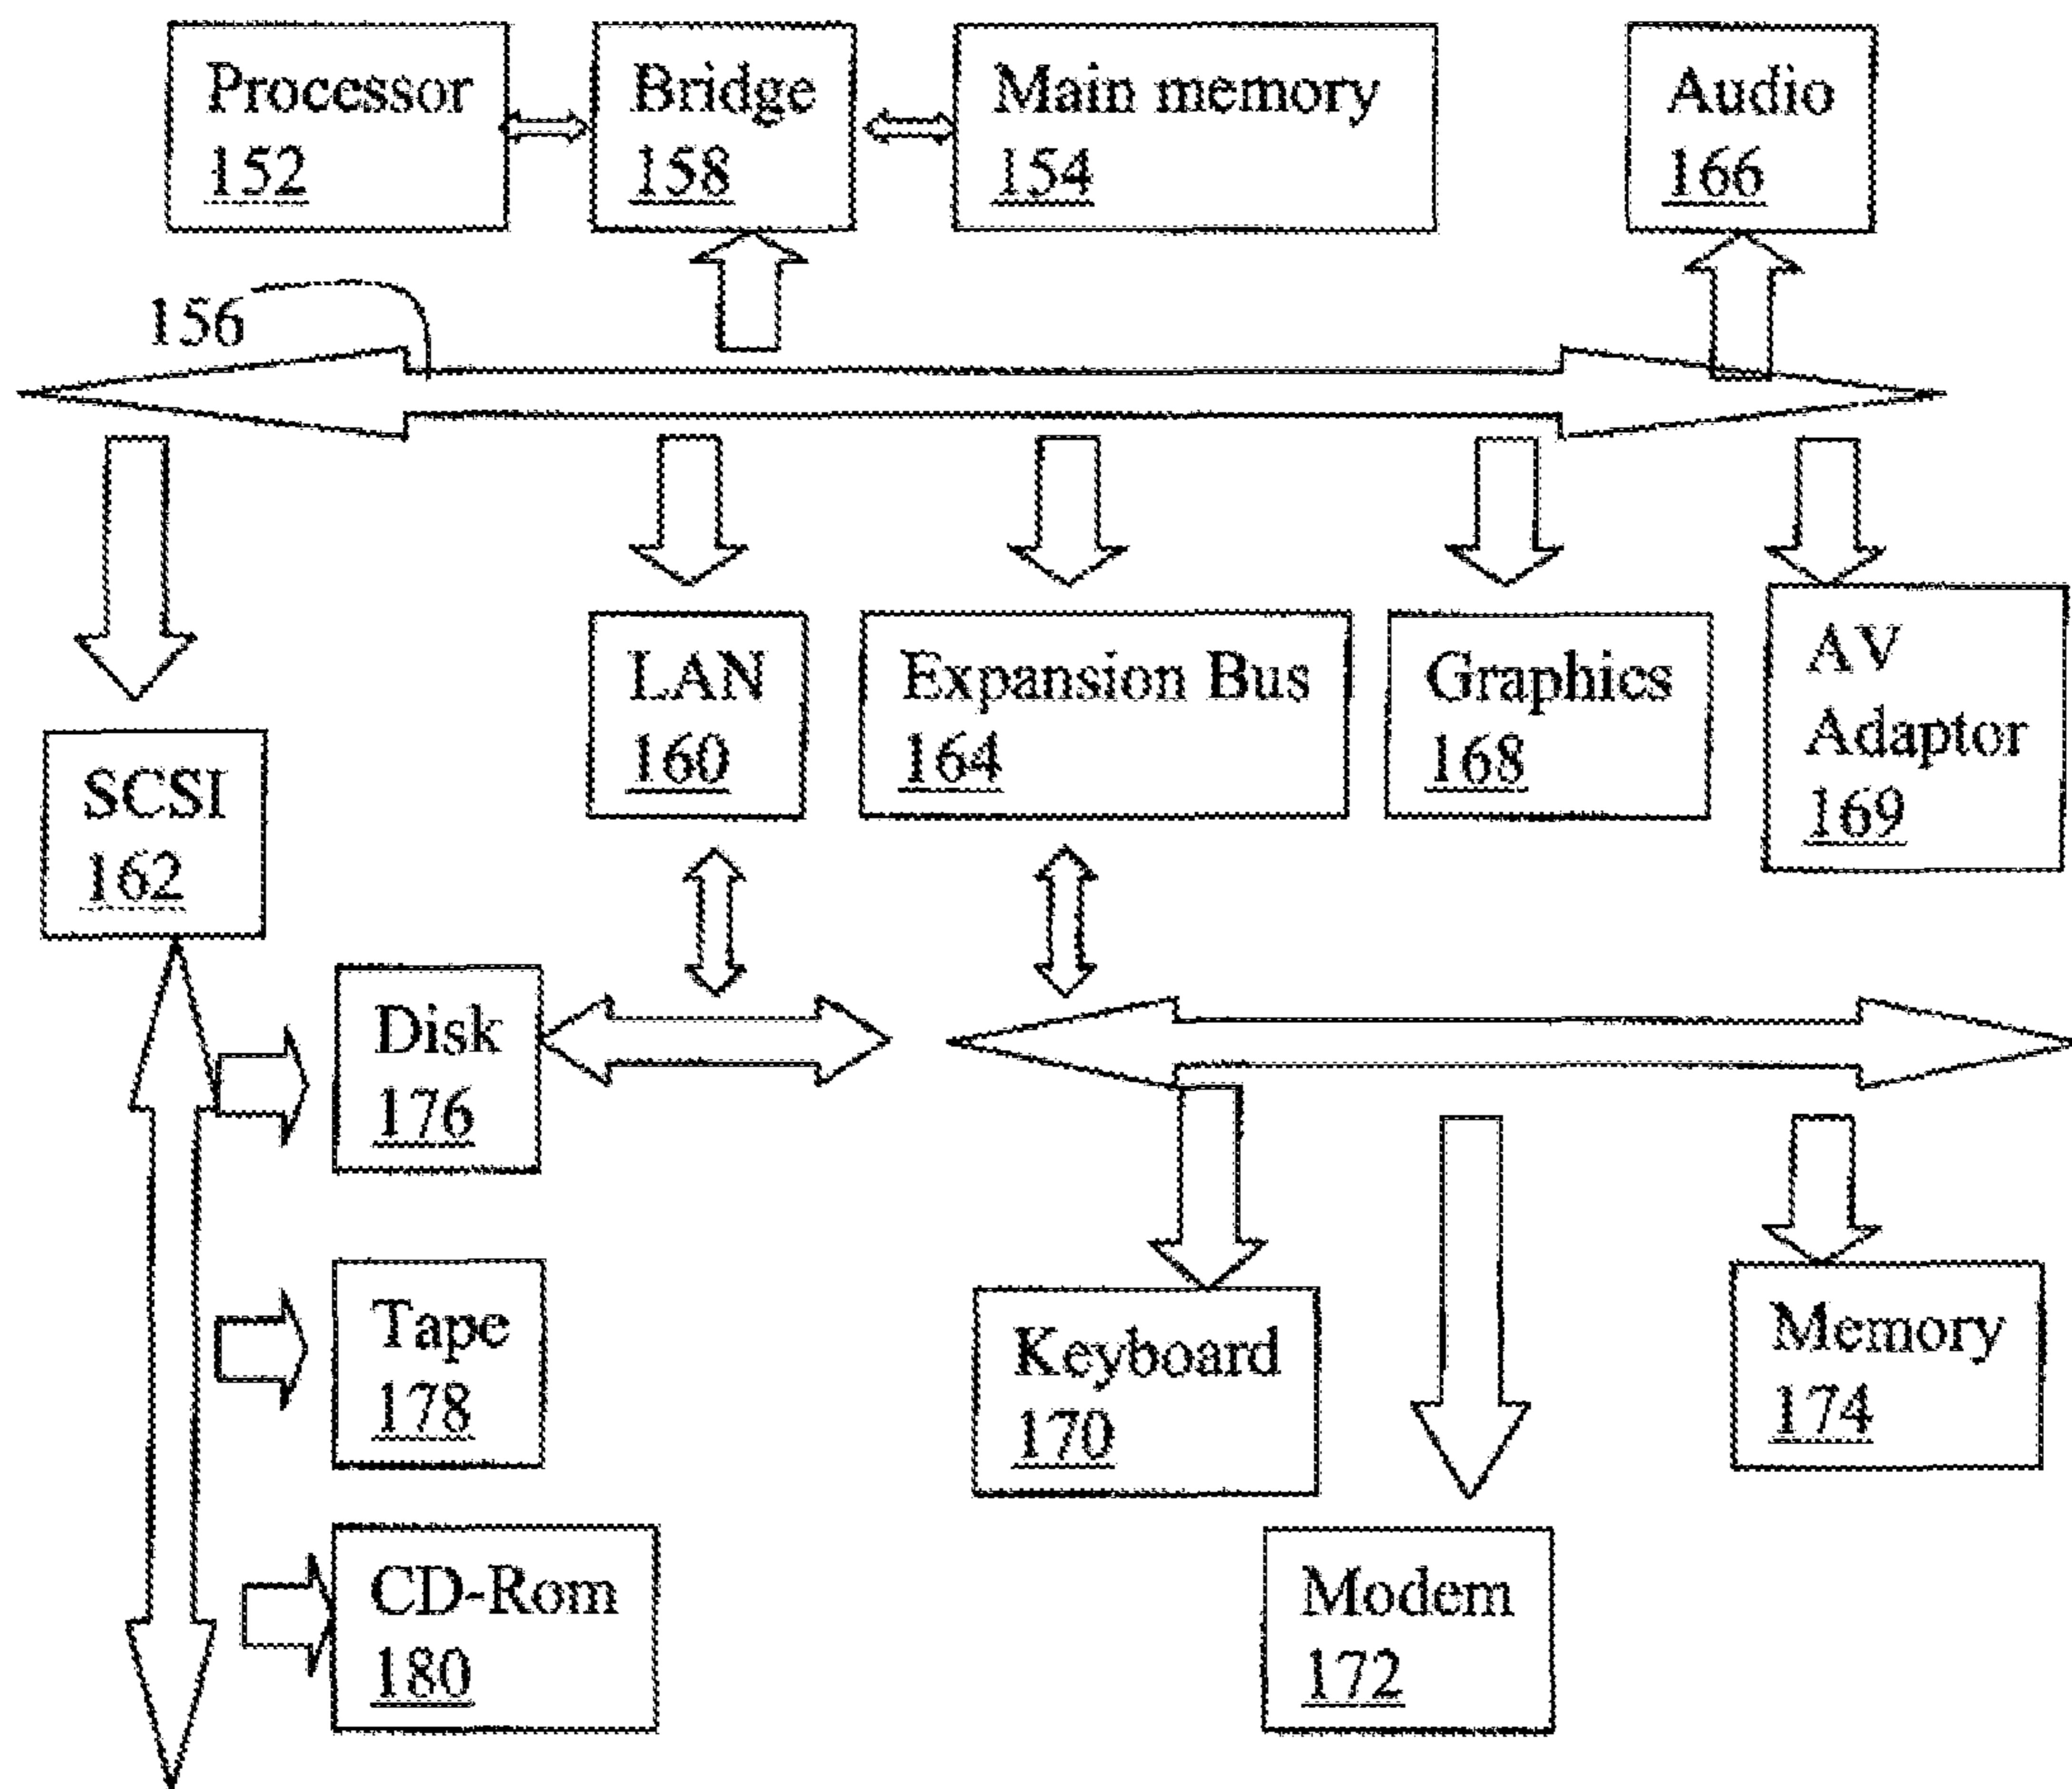 Processor
152
Bridge
158
Main memory
154
Audio
166
156
LAN
160
Expansion Bus
164
Graphics
168
AV
Adaptor
169
SCSI
162
Disk
176
Tape
178
Keyboard
170
Memory
174
CD-Rom
180
Modem
172